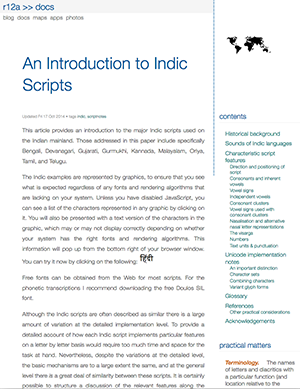 r12a >> docs
blog docs maps apps photos
An Introduction to Indic
Scripts
Updated Fri 17 Oct 2014 • tags indic, scriptnotes
This article provides an introduction to the major Indic scripts used on
the Indian mainland. Those addressed in this paper include specifically
Bengali, Devanagari, Gujarati, Gurmukhi, Kannada, Malayalam, Oriya,
Tamil, and Telugu.
The Indic examples are represented by graphics, to ensure that you see
what is expected regardless of any fonts and rendering algorithms that
are lacking on your system. Unless you have disabled JavaScript, you
can see a list of the characters represented in any graphic by clicking on
it. You will also be presented with a text version of the characters in the
graphic, which may or may not display correctly depending on whether
your system has the right fonts and rendering algorithms. This
information will pop up from the bottom right of your browser window.
You can try it now by clicking on the following: हिंदी
Free fonts can be obtained from the Web for most scripts. For the
phonetic transcriptions I recommend downloading the free Doulos SIL
font.
Although the Indic scripts are often described as similar there is a large
amount of variation at the detailed implementation level. To provide a
detailed account of how each Indic script implements particular features
on a letter by letter basis would require too much time and space for the
task at hand. Nevertheless, despite the variations at the detailed level,
the basic mechanisms are to a large extent the same, and at the general
level there is a great deal of similarity between these scripts. It is certainly
possible to structure a discussion of the relevant features along the
contents
Historical background
Sounds of Indic languages
Characteristic script
features
Direction and positioning of
script
Consonants and inherent
vowels
Vowel signs
Independent vowels
Consonant clusters
Vowel signs used with
consonant clusters
Nasalisation and alternative
nasal letter representations
The visarga
Numbers
Text units & punctuation
Unicode implementation
notes
An important distinction
Character sets
Combining characters
Variant glyph forms
Glossary
References
Other practical considerations
Acknowledgements
practical matters
Terminology. The names
of letters and diacritics with
a particular function (and
location relative to the